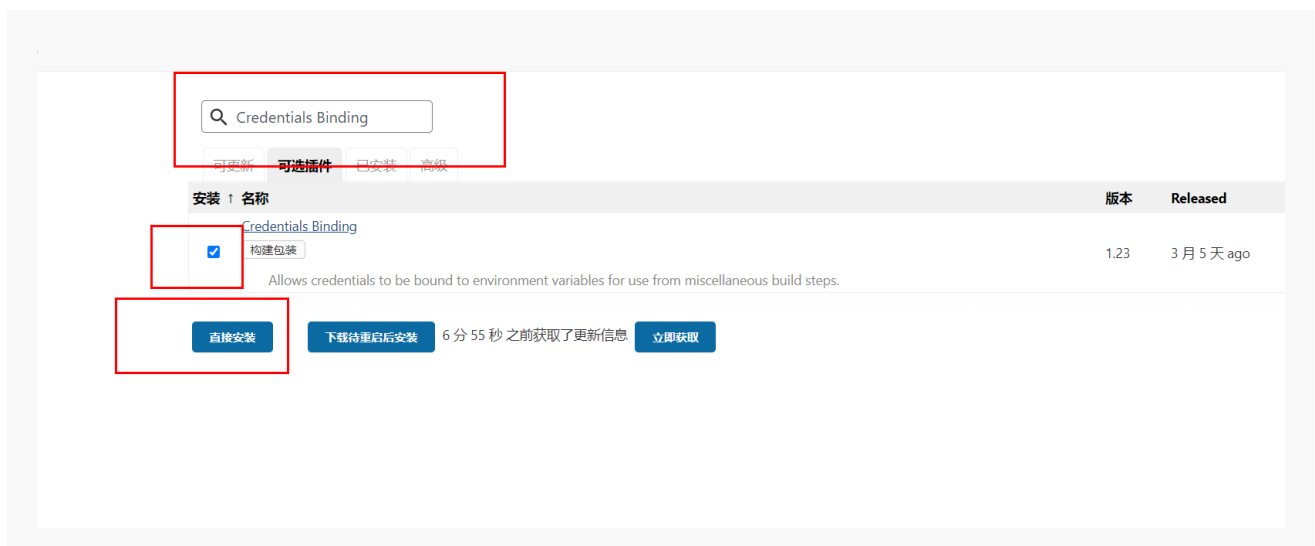 Credentials Binding
可更新 可选插件 已安装 高级
安装 ↑ 名称 版本 Released
Credentials Binding
构建包装
1.23 3 月 5 天 ago
Allows credentials to be bound to environment variables for use from miscellaneous build steps.
直接安装 下载待重启后安装 6 分 55 秒 之前获取了更新信息 立即获取